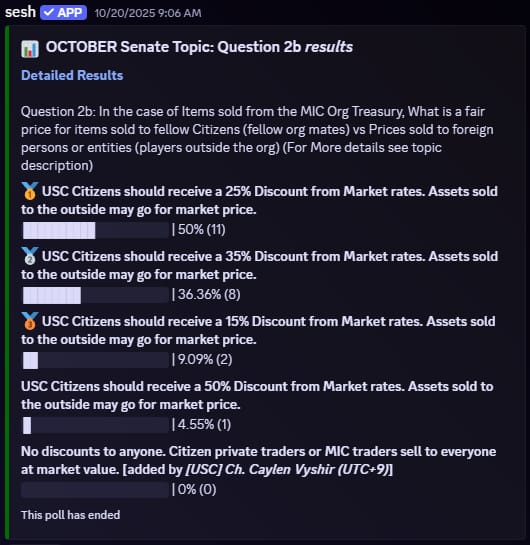 sesh ✓ APP 10/20/2025 9:06 AM
📊 OCTOBER Senate Topic: Question 2b results
Detailed Results
Question 2b: In the case of Items sold from the MIC Org Treasury, What is a fair
price for items sold to fellow Citizens (fellow org mates) vs Prices sold to foreign
persons or entities (players outside the org) (For More details see topic
description)
🥇 USC Citizens should receive a 25% Discount from Market rates. Assets sold
to the outside may go for market price.
| 50% (11)
🥈 USC Citizens should receive a 35% Discount from Market rates. Assets sold
to the outside may go for market price.
| 36.36% (8)
🥉 USC Citizens should receive a 15% Discount from Market rates. Assets sold
to the outside may go for market price.
| 9.09% (2)
USC Citizens should receive a 50% Discount from Market rates. Assets sold to
the outside may go for market price.
| 4.55% (1)
No discounts to anyone. Citizen private traders or MIC traders sell to everyone
at market value. [added by [USC] Ch. Caylen Vyshir (UTC+9)]
| 0% (0)
This poll has ended